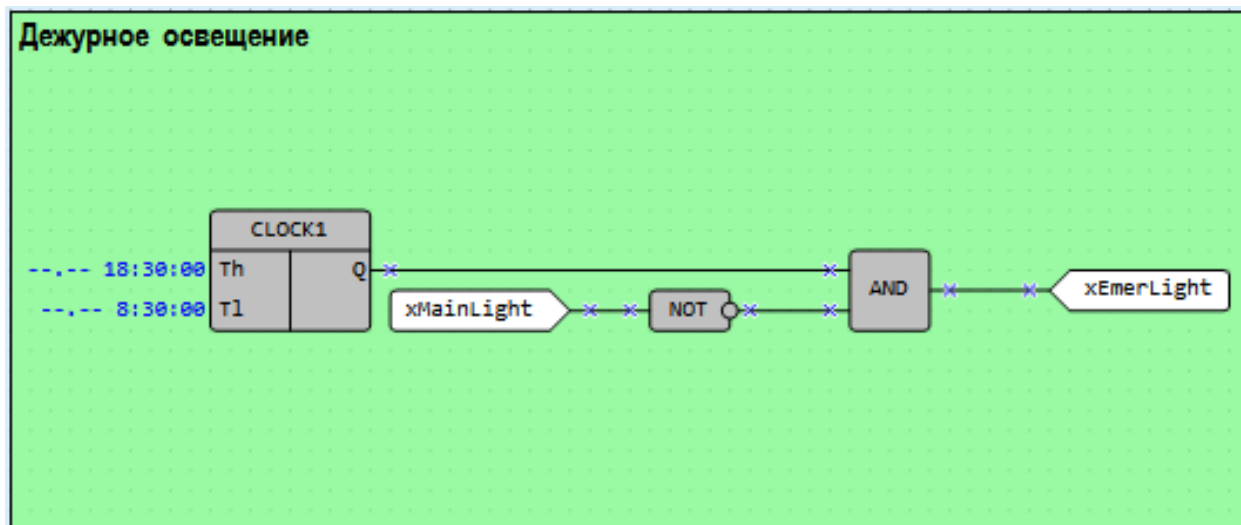 Дежурное освещение
CLOCK1
--.-- 18:30:00 Th Q
--.-- 8:30:00 Tl
xMainLight
NOT
AND
xEmerLight